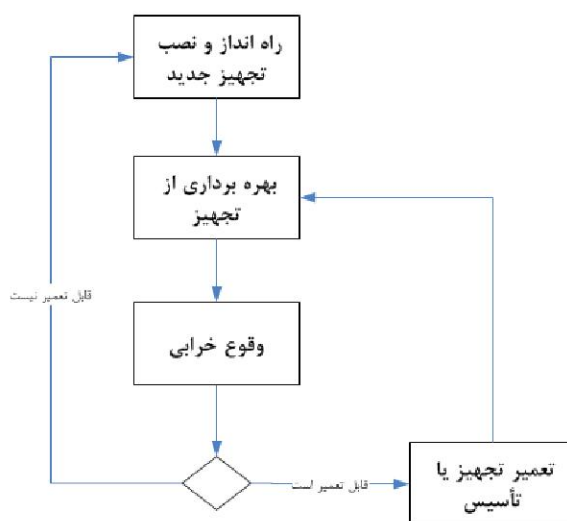 راه انداز و نصب
تجهیز جدید
بهره برداری از
تجهیز
قابل تعمیر نیست
وقوع خرابی
قابل تعمیر است
تعمیر تجهیز یا
تأسیس